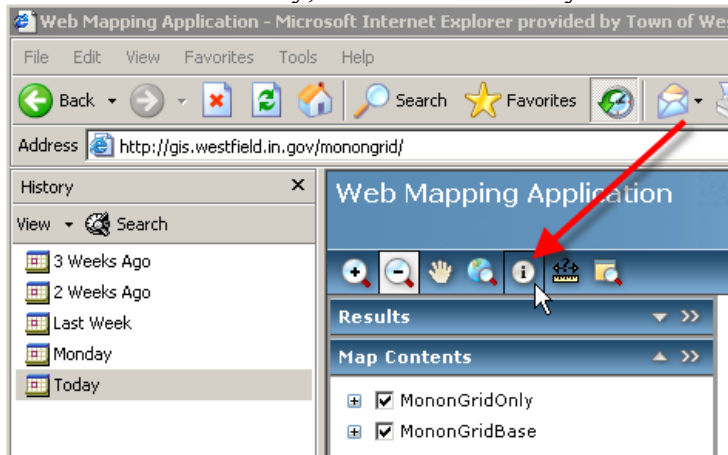 Web Mapping Application - Microsoft Internet Explorer provided by Town of We
File Edit View Favorites Tools Help
Back Search Favorites
Address http://gis.westfield.in.gov/monongrid/
History
View Search
3 Weeks Ago
2 Weeks Ago
Last Week
Monday
Today
Web Mapping Application
Results
Map Contents
MononGridOnly
MononGridBase